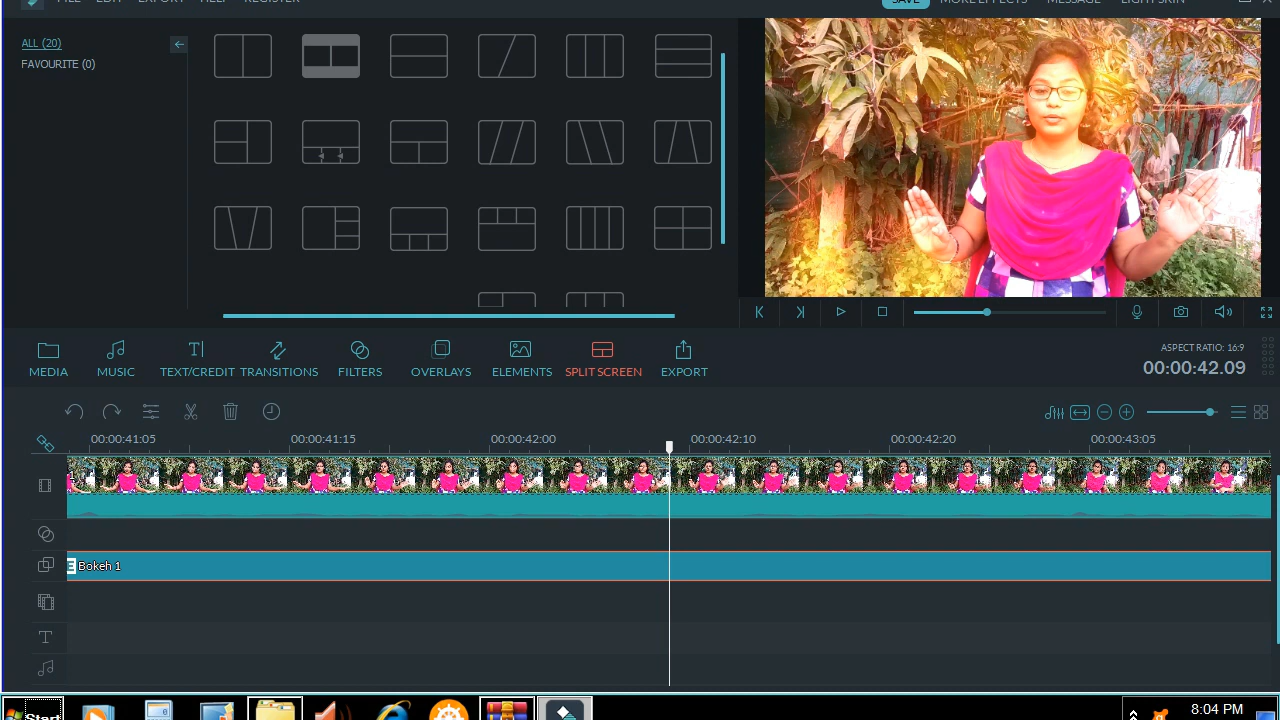 FILE EDIT EXPORT HELP REGISTER
SAVE MORE EFFECTS MESSAGE LIGHT SKIN
ALL (20)
FAVOURITE (0)
MEDIA MUSIC TEXT/CREDIT TRANSITIONS FILTERS OVERLAYS ELEMENTS SPLIT SCREEN EXPORT
ASPECT RATIO: 16:9
00:00:42.09
00:00:41:05 00:00:41:15 00:00:42:00 00:00:42:10 00:00:42:20 00:00:43:05
E Bokeh 1
Start
8:04 PM